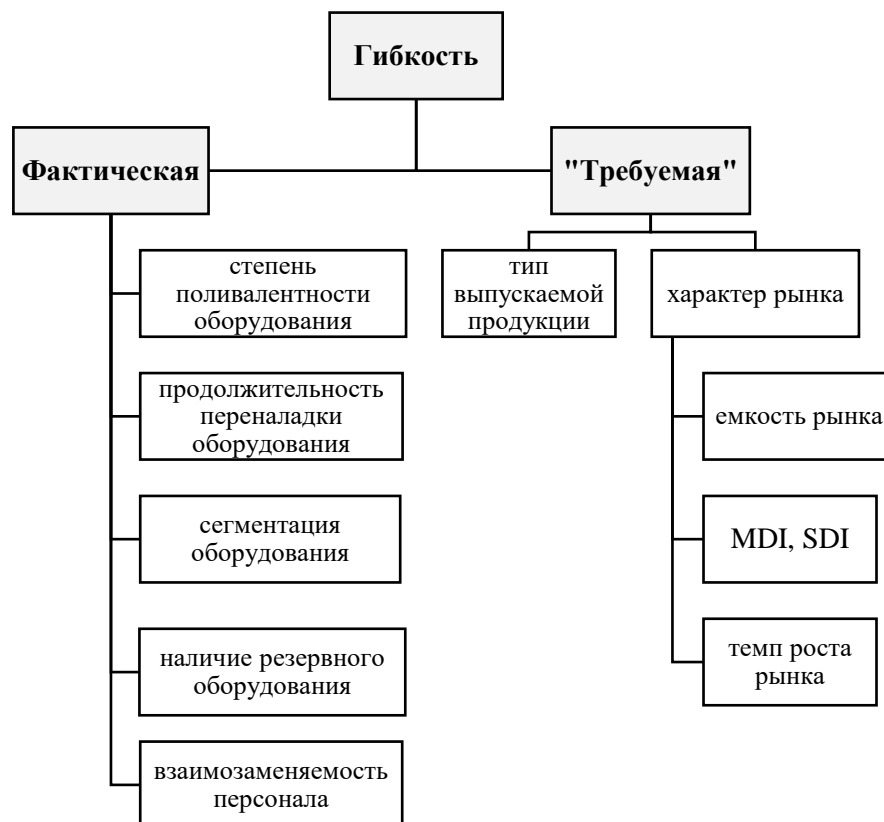 Гибкость
Фактическая
"Требуемая"
степень
поливалентности
оборудования
продолжительность
переналадки
оборудования
сегментация
оборудования
наличие резервного
оборудования
взаимозаменяемость
персонала
тип
выпускаемой
продукции
характер рынка
емкость рынка
MDI, SDI
темп роста
рынка